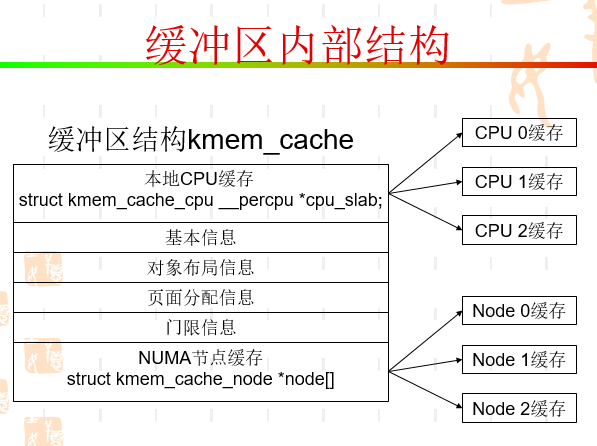 缓冲区内部结构
缓冲区结构kmem_cache
本地CPU缓存
struct kmem_cache_cpu __percpu *cpu_slab;
基本信息
对象布局信息
页面分配信息
门限信息
NUMA节点缓存
struct kmem_cache_node *node[]
CPU 0缓存
CPU 1缓存
CPU 2缓存
Node 0缓存
Node 1缓存
Node 2缓存